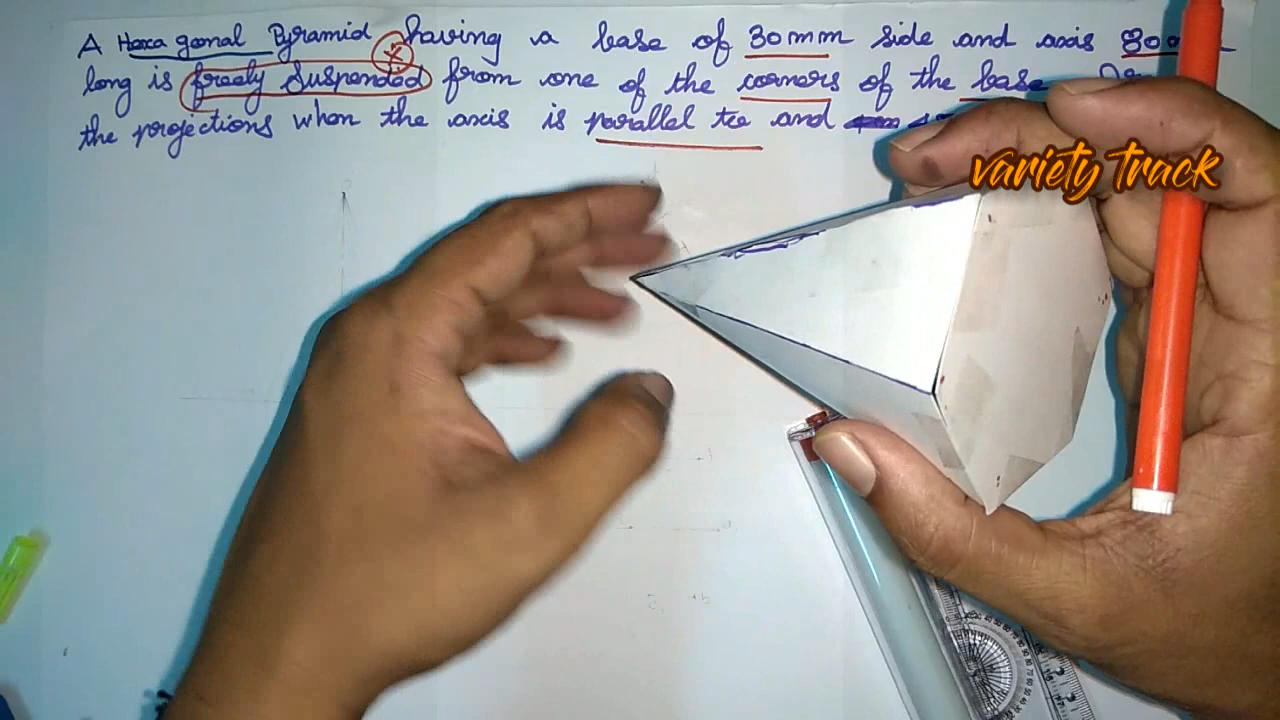 A Hexagonal Pyramid having a base of 30mm side and axis
long is freely suspended from one of the corners of the base
the projections when the axis is parallel to and
variety track